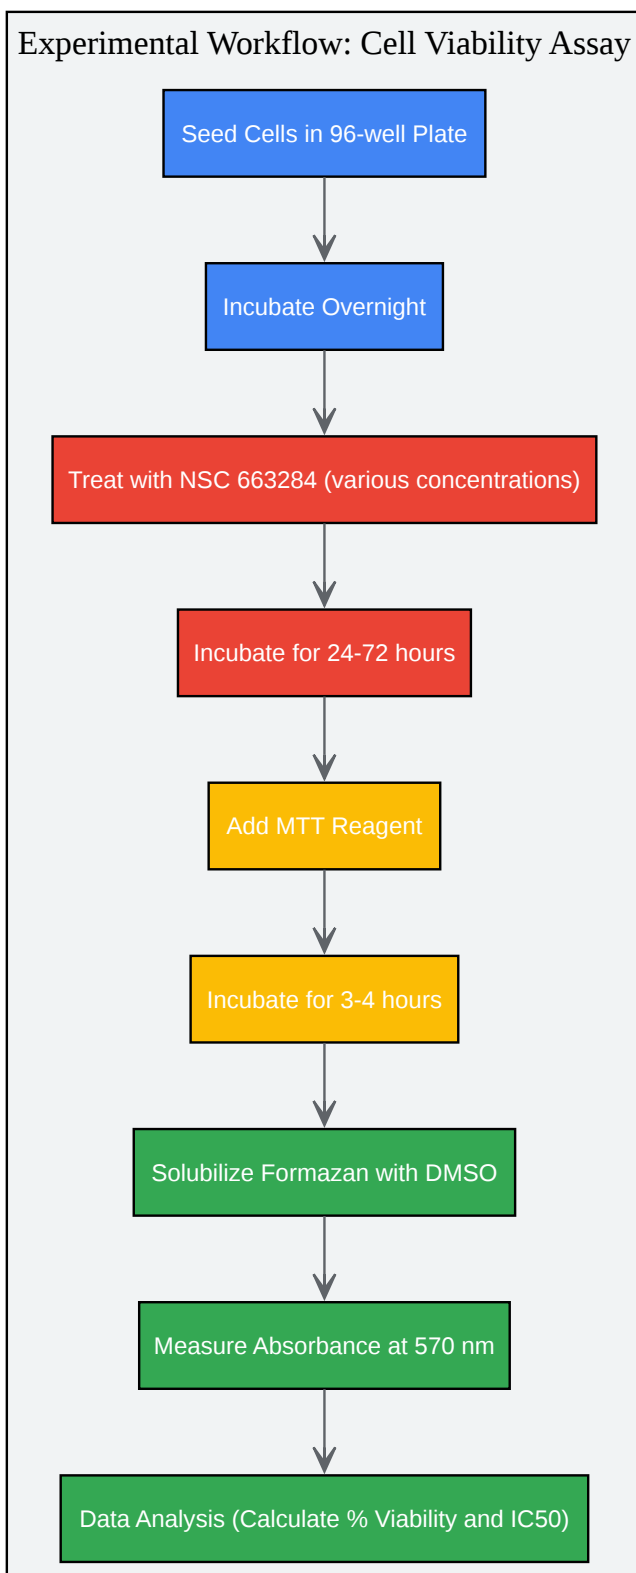 Experimental Workflow: Cell Viability Assay
Seed Cells in 96-well Plate
Incubate Overnight
Treat with NSC 663284 (various concentrations)
Incubate for 24-72 hours
Add MTT Reagent
Incubate for 3-4 hours
Solubilize Formazan with DMSO
Measure Absorbance at 570 nm
Data Analysis (Calculate % Viability and IC50)